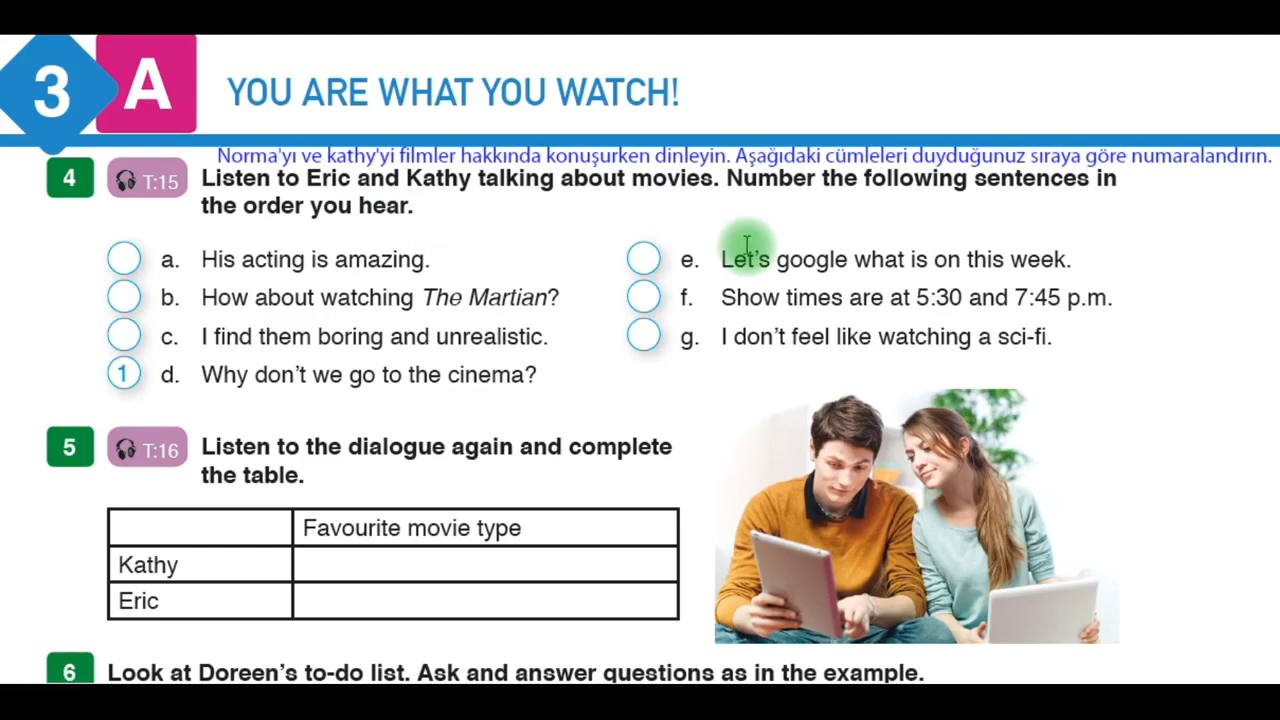 3 A YOU ARE WHAT YOU WATCH!
Norma'yı ve kathy'yi filmler hakkında konuşurken dinleyin. Aşağıdaki cümleleri duyduğunuz sıraya göre numaralandırın.
4 T:15 Listen to Eric and Kathy talking about movies. Number the following sentences in
the order you hear.
a. His acting is amazing.
b. How about watching The Martian?
c. I find them boring and unrealistic.
1 d. Why don't we go to the cinema?
e. Let's google what is on this week.
f. Show times are at 5:30 and 7:45 p.m.
g. I don't feel like watching a sci-fi.
5 T:16 Listen to the dialogue again and complete
the table.
Favourite movie type
Kathy
Eric
6 Look at Doreen's to-do list. Ask and answer questions as in the example.